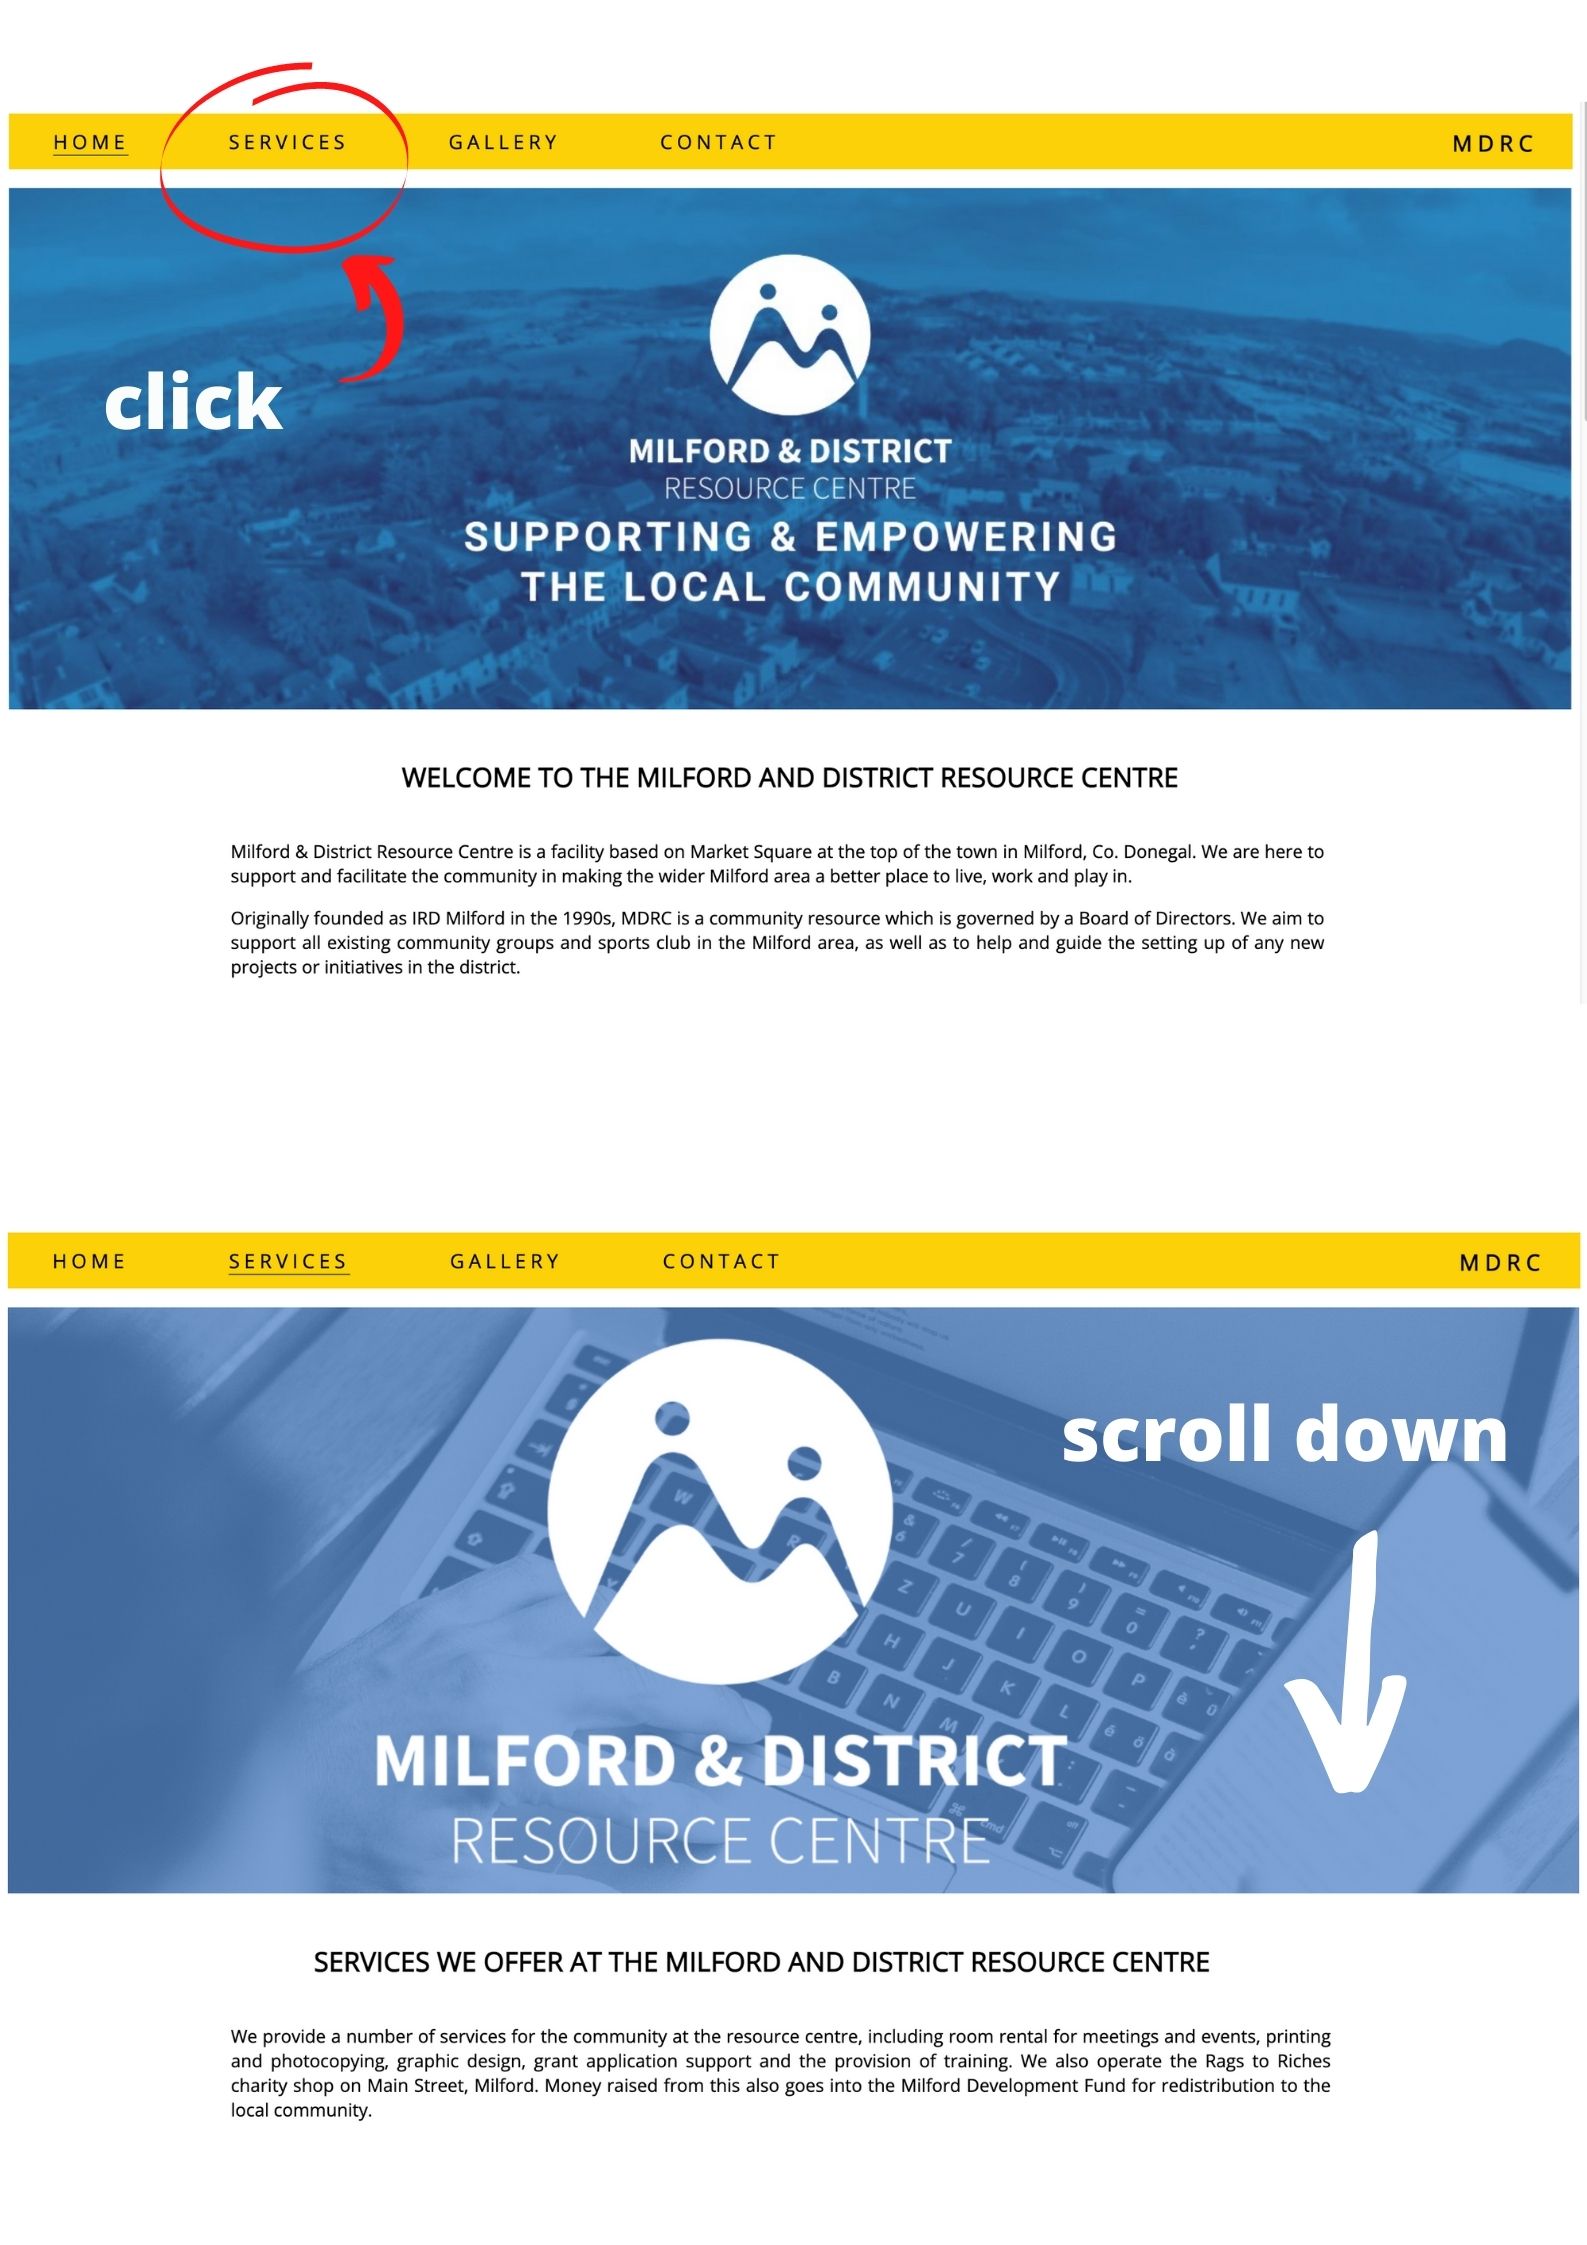 HOME SERVICES GALLERY CONTACT MDRC
click
MILFORD & DISTRICT
RESOURCE CENTRE
SUPPORTING & EMPOWERING
THE LOCAL COMMUNITY
WELCOME TO THE MILFORD AND DISTRICT RESOURCE CENTRE
Milford & District Resource Centre is a facility based on Market Square at the top of the town in Milford, Co. Donegal. We are here to
support and facilitate the community in making the wider Milford area a better place to live, work and play in.
Originally founded as IRD Milford in the 1990s, MDRC is a community resource which is governed by a Board of Directors. We aim to
support all existing community groups and sports club in the Milford area, as well as to help and guide the setting up of any new
projects or initiatives in the district.
HOME SERVICES GALLERY CONTACT MDRC
scroll down
MILFORD & DISTRICT
RESOURCE CENTRE
SERVICES WE OFFER AT THE MILFORD AND DISTRICT RESOURCE CENTRE
We provide a number of services for the community at the resource centre, including room rental for meetings and events, printing
and photocopying, graphic design, grant application support and the provision of training. We also operate the Rags to Riches
charity shop on Main Street, Milford. Money raised from this also goes into the Milford Development Fund for redistribution to the
local community.